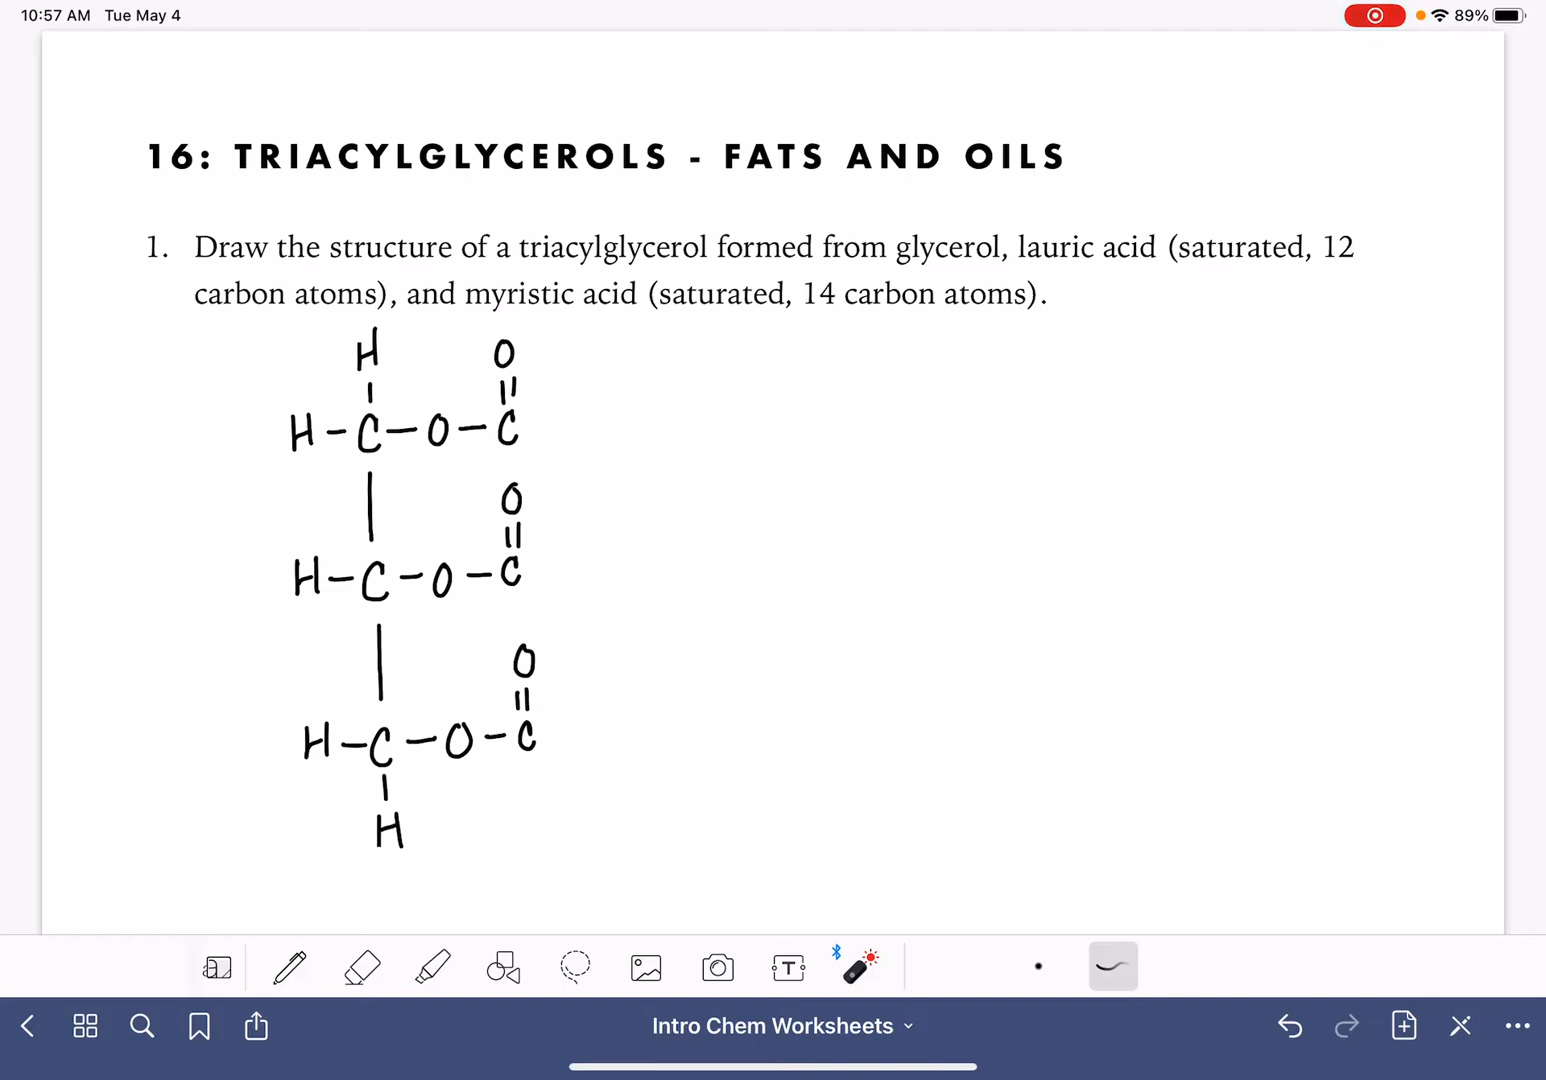 10:57 AM Tue May 4
89%
16: TRIACYLGLYCEROLS - FATS AND OILS
1. Draw the structure of a triacylglycerol formed from glycerol, lauric acid (saturated, 12
carbon atoms), and myristic acid (saturated, 14 carbon atoms).
H O
H-C-O-C
O
H-C-O-C
O
H-C-O-C
H
a
T
Intro Chem Worksheets